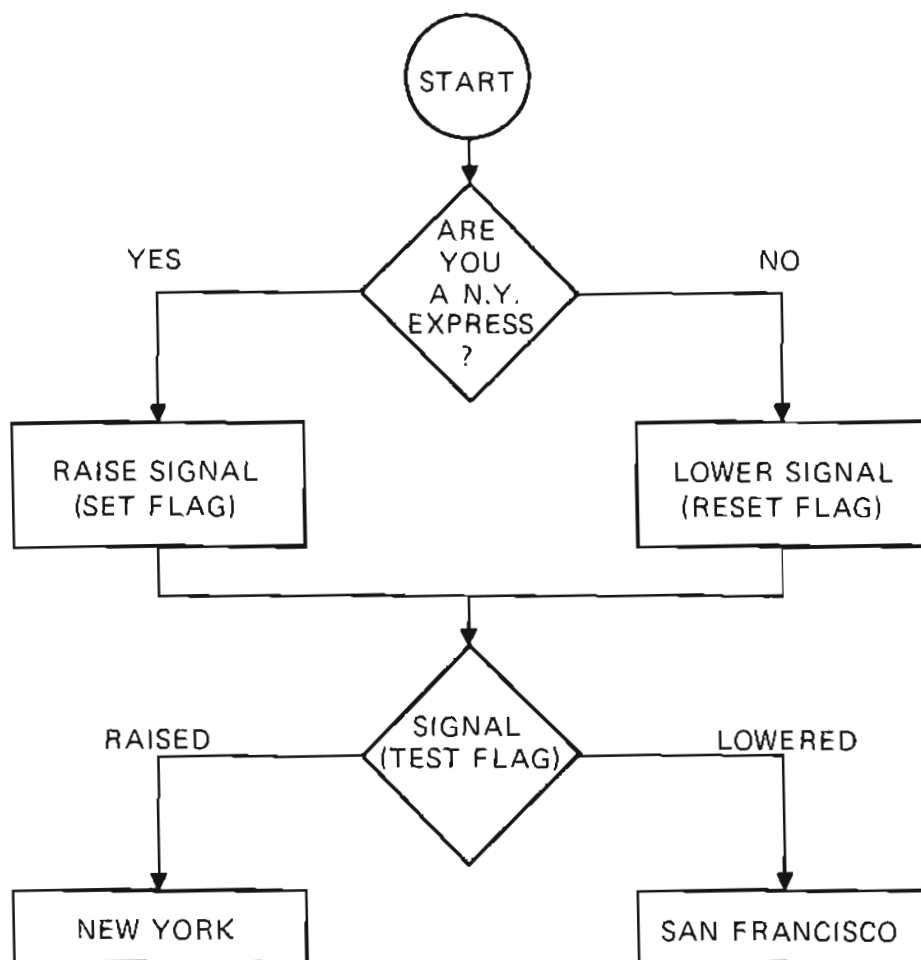 START
ARE
YOU
A N.Y.
EXPRESS
?
YES
NO
RAISE SIGNAL
(SET FLAG)
LOWER SIGNAL
(RESET FLAG)
SIGNAL
(TEST FLAG)
RAISED
LOWERED
NEW YORK
SAN FRANCISCO